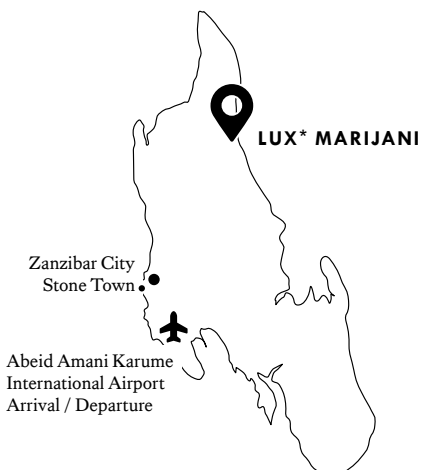 LUX* MARIJANI
Zanzibar City
Stone Town
Abeid Amani Karume
International Airport
Arrival / Departure